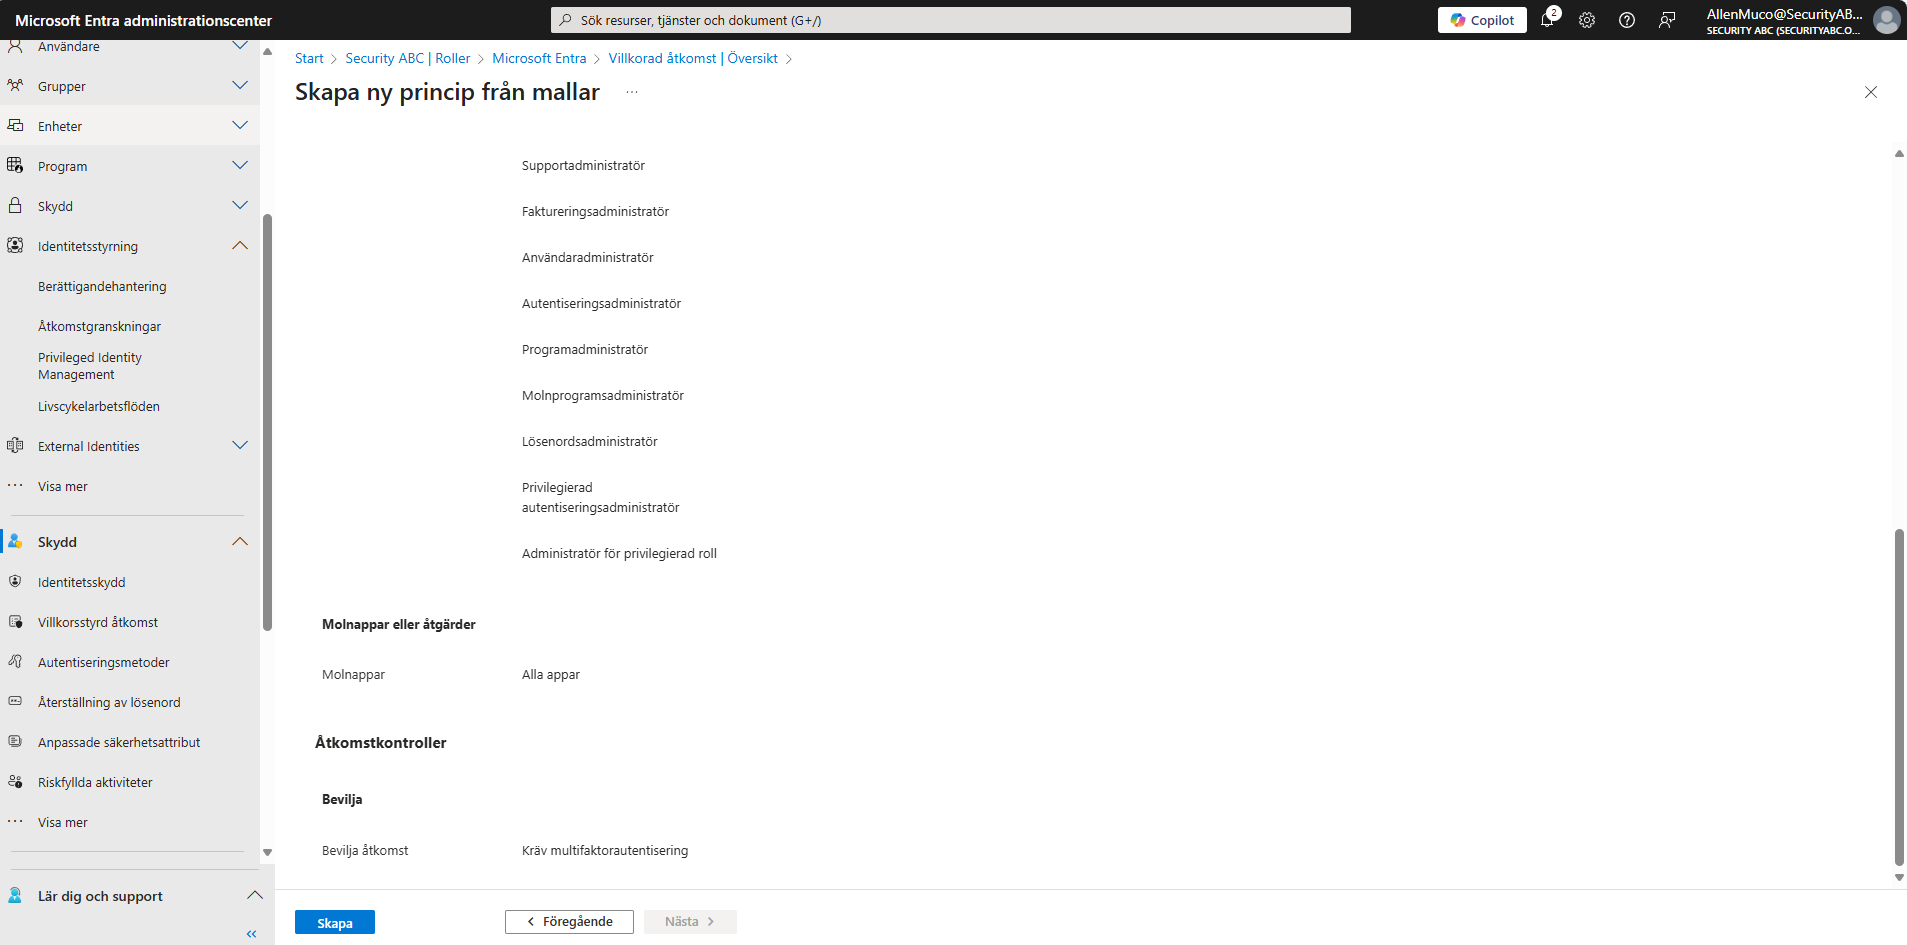 Microsoft Entra administrationscenter
Sök resurser, tjänster och dokument (G+/)
Copilot
2
AllenMuco@SecurityAB...
SECURITY ABC (SECURITYABC.O...
Användare
Grupper
Enheter
Program
Skydd
Identitetsstyrning
Berättigandehantering
Åtkomstgranskningar
Privileged Identity
Management
Livscykelarbetsflöden
External Identities
Visa mer
Skydd
Identitetsskydd
Villkorsstyrd åtkomst
Autentiseringsmetoder
Återställning av lösenord
Anpassade säkerhetsattribut
Riskfyllda aktiviteter
Visa mer
Lär dig och support
Start > Security ABC | Roller > Microsoft Entra > Villkorad åtkomst | Översikt >
Skapa ny princip från mallar ...
Supportadministratör
Faktureringsadministratör
Användaradministratör
Autentiseringsadministratör
Programadministratör
Molnprogramsadministratör
Lösenordsadministratör
Privilegierad
autentiseringsadministratör
Administratör för privilegierad roll
Molnappar eller åtgärder
Molnappar Alla appar
Åtkomstkontroller
Bevilja
Bevilja åtkomst Kräv multifaktorautentisering
Skapa
Föregående
Nästa